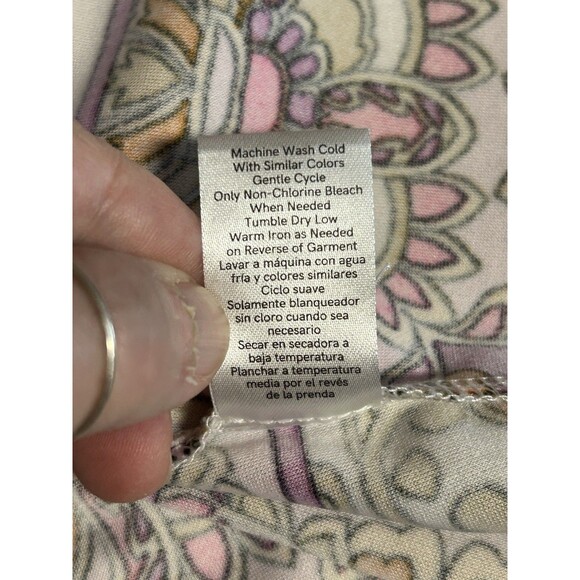 Machine Wash Cold
With Similar Colors
Gentle Cycle
Only Non-Chlorine Bleach
When Needed
Tumble Dry Low
Warm Iron as Needed
on Reverse of Garment
Lavar a máquina con agua
fría y colores similares
Ciclo suave
Solamente blanqueador
sin cloro cuando sea
necesario
Secar en secadora a
baja temperatura
Planchar a temperatura
media por el revés
de la prenda